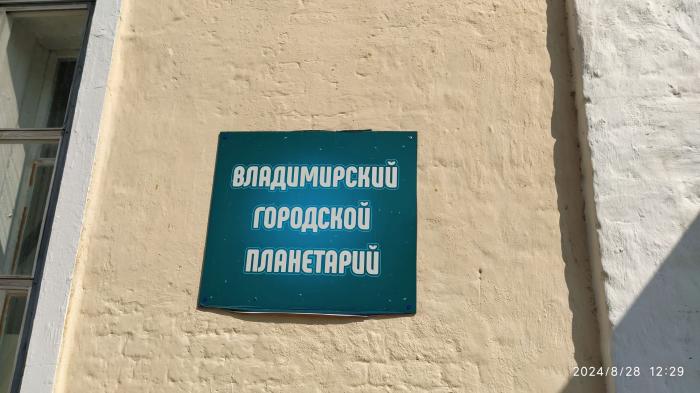 ВЛАДИМИРСКИЙ
ГОРОДСКОЙ
ПЛАНЕТАРИЙ
2024/8/28 12:29